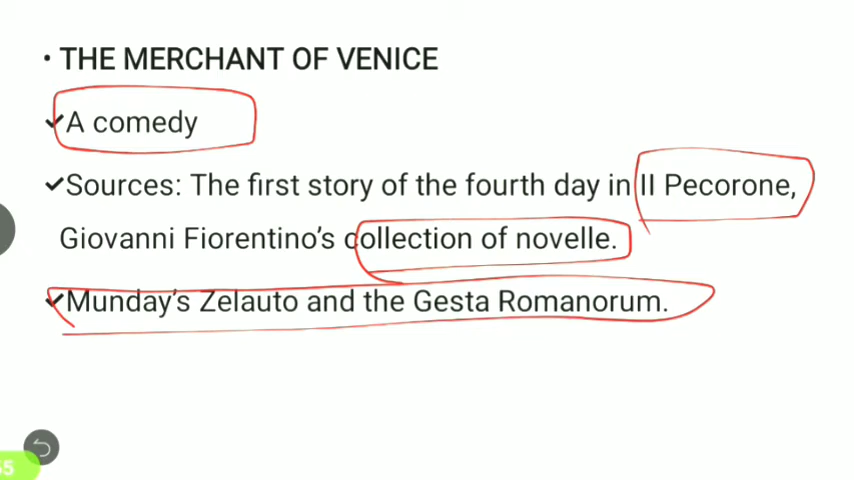 • THE MERCHANT OF VENICE
✔A comedy
✔Sources: The first story of the fourth day in II Pecorone,
Giovanni Fiorentino’s collection of novelle.
✔Munday’s Zelauto and the Gesta Romanorum.